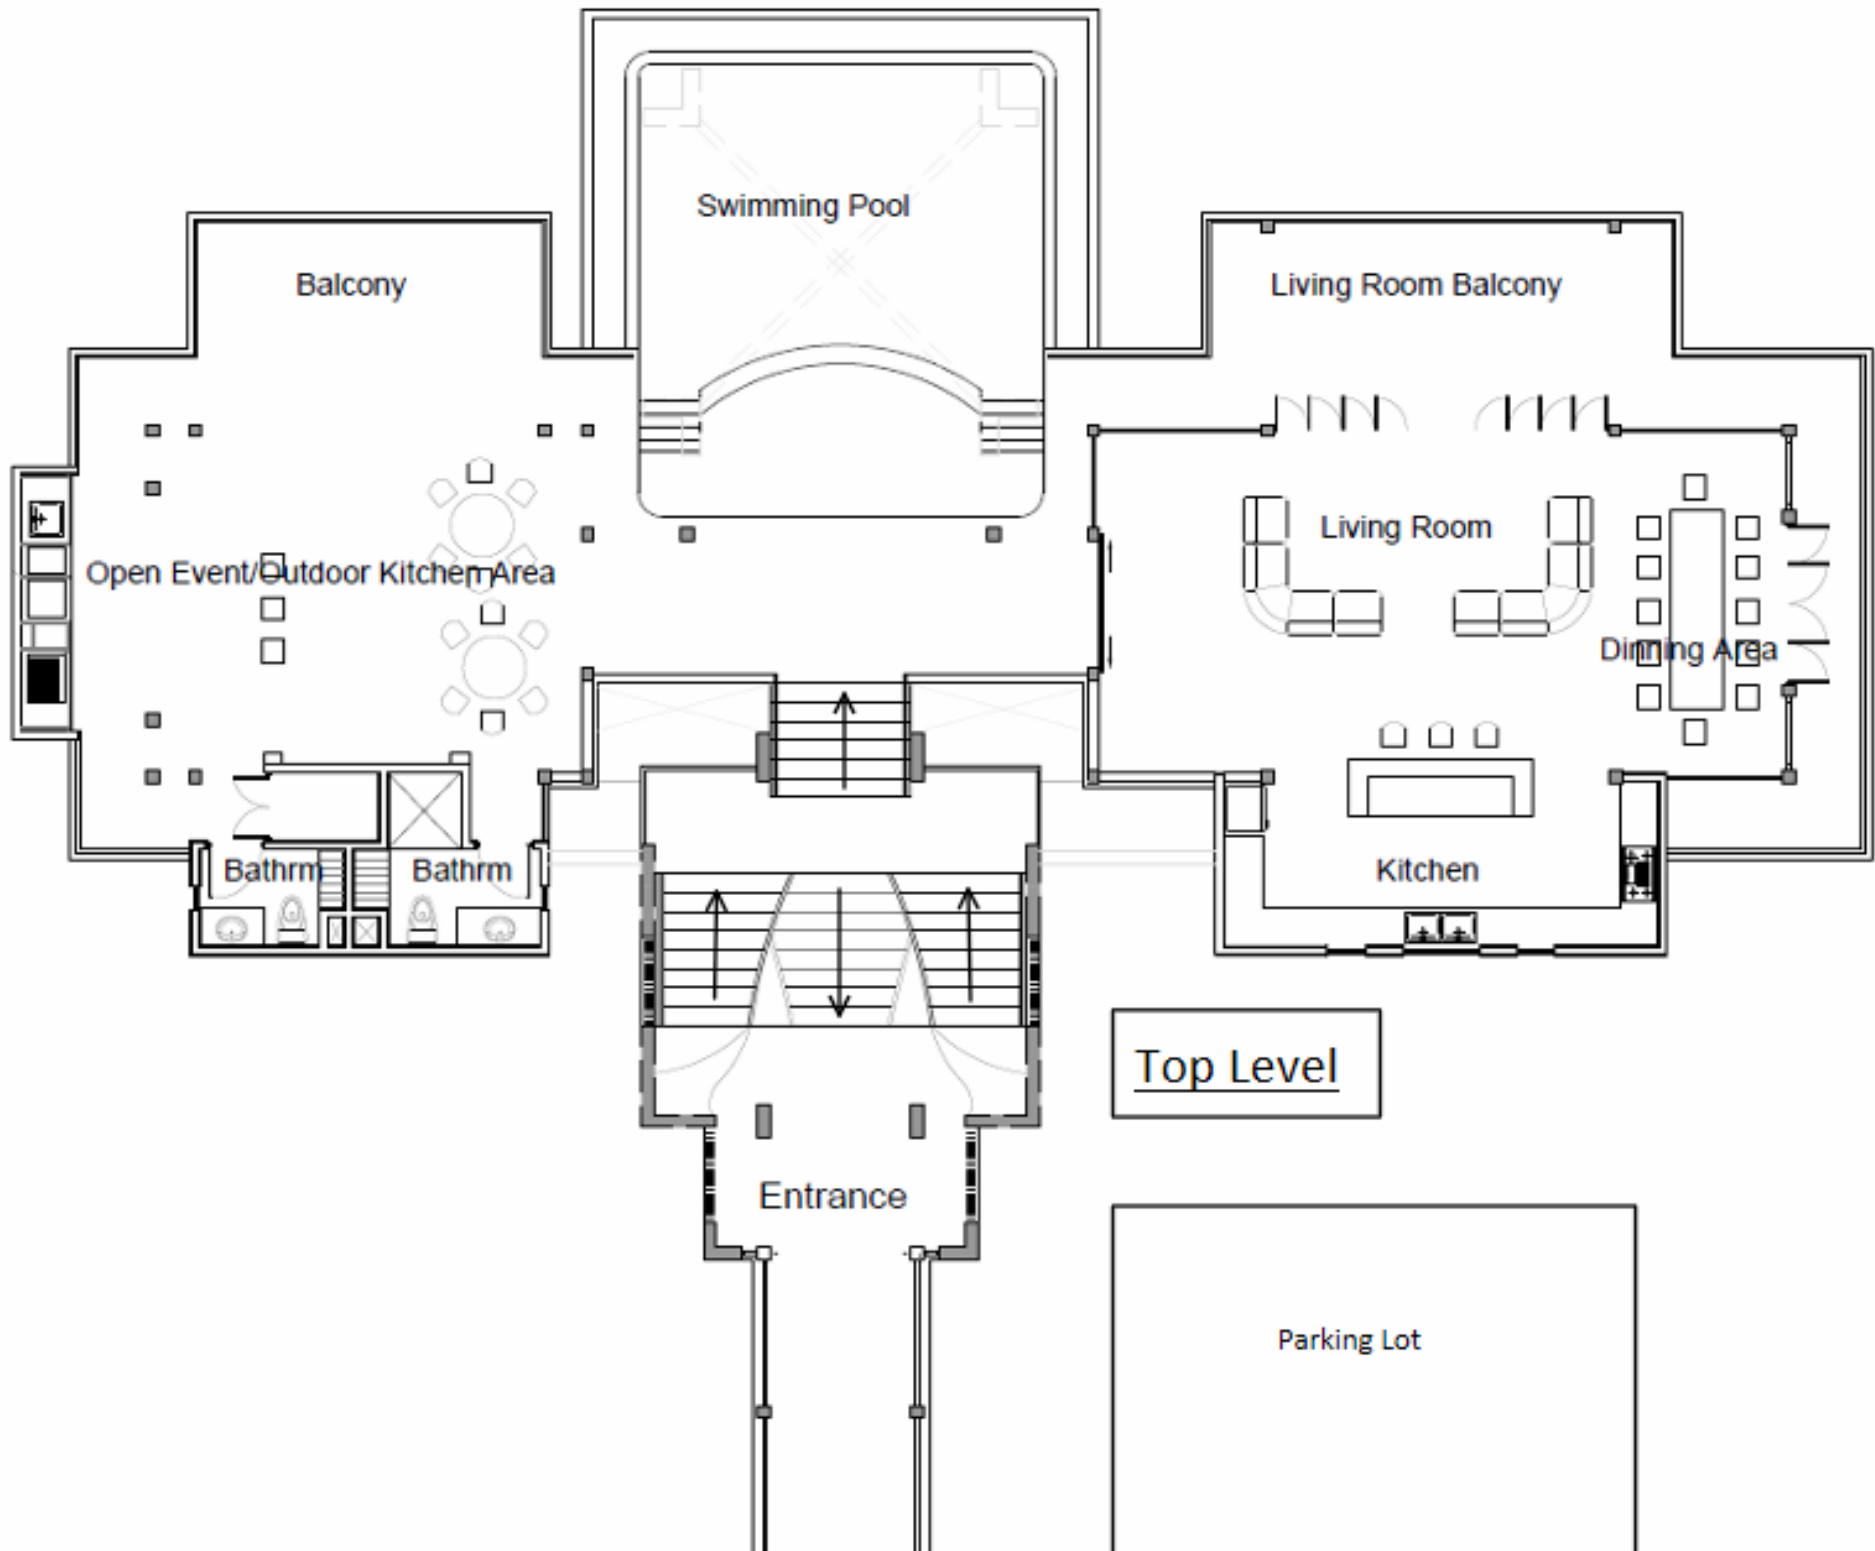 Swimming Pool
Balcony
Living Room Balcony
Living Room
Open Event/Outdoor Kitchen Area
Dinning Area
Bathrm
Bathrm
Kitchen
Top Level
Entrance
Parking Lot